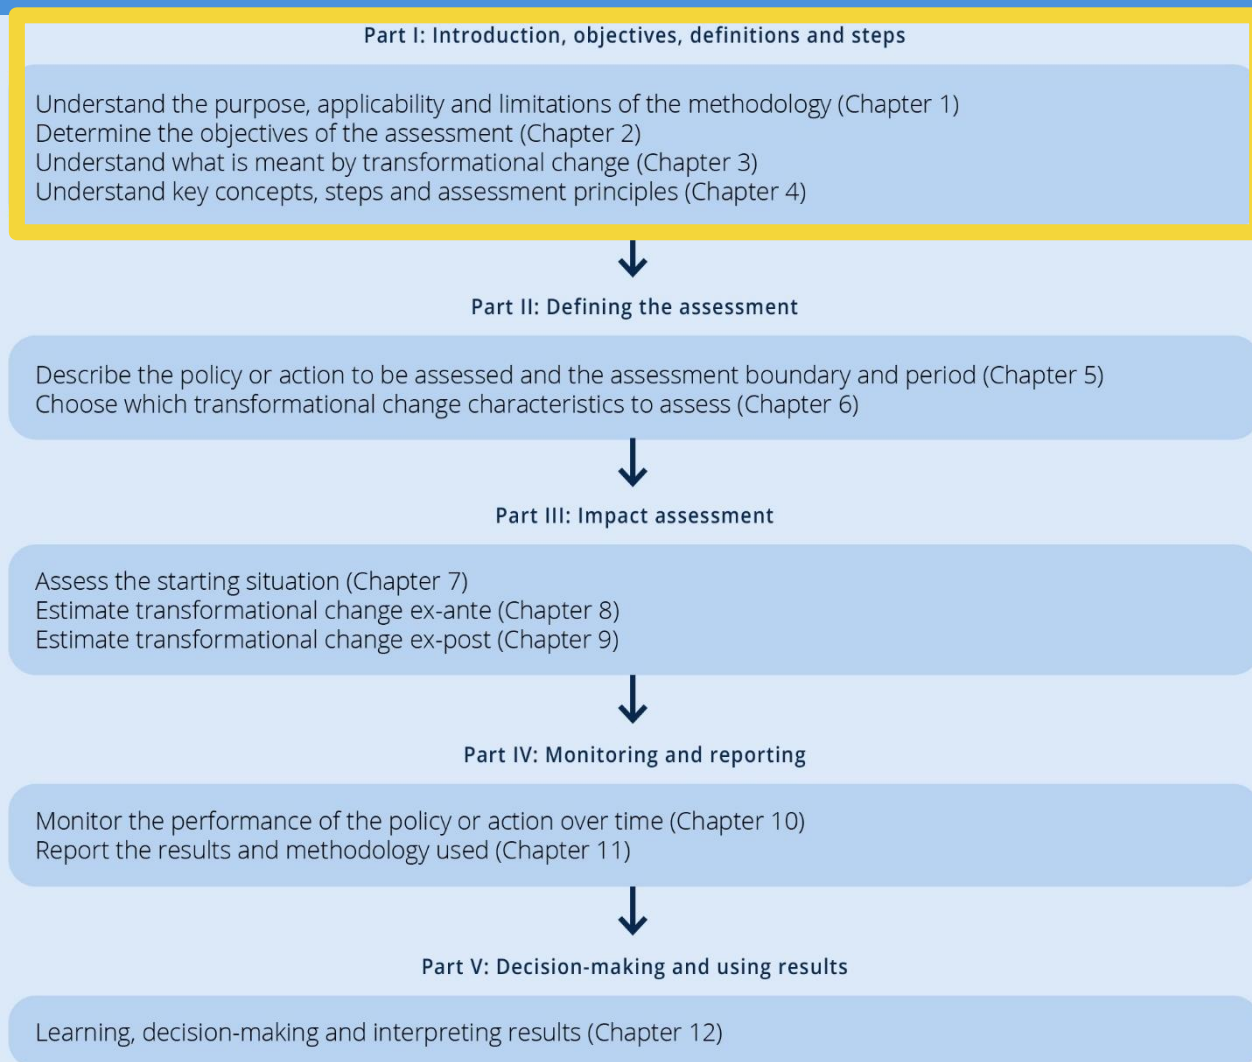 Part I: Introduction, objectives, definitions and steps
Understand the purpose, applicability and limitations of the methodology (Chapter 1)
Determine the objectives of the assessment (Chapter 2)
Understand what is meant by transformational change (Chapter 3)
Understand key concepts, steps and assessment principles (Chapter 4)
Part II: Defining the assessment
Describe the policy or action to be assessed and the assessment boundary and period (Chapter 5)
Choose which transformational change characteristics to assess (Chapter 6)
Part III: Impact assessment
Assess the starting situation (Chapter 7)
Estimate transformational change ex-ante (Chapter 8)
Estimate transformational change ex-post (Chapter 9)
Part IV: Monitoring and reporting
Monitor the performance of the policy or action over time (Chapter 10)
Report the results and methodology used (Chapter 11)
Part V: Decision-making and using results
Learning, decision-making and interpreting results (Chapter 12)